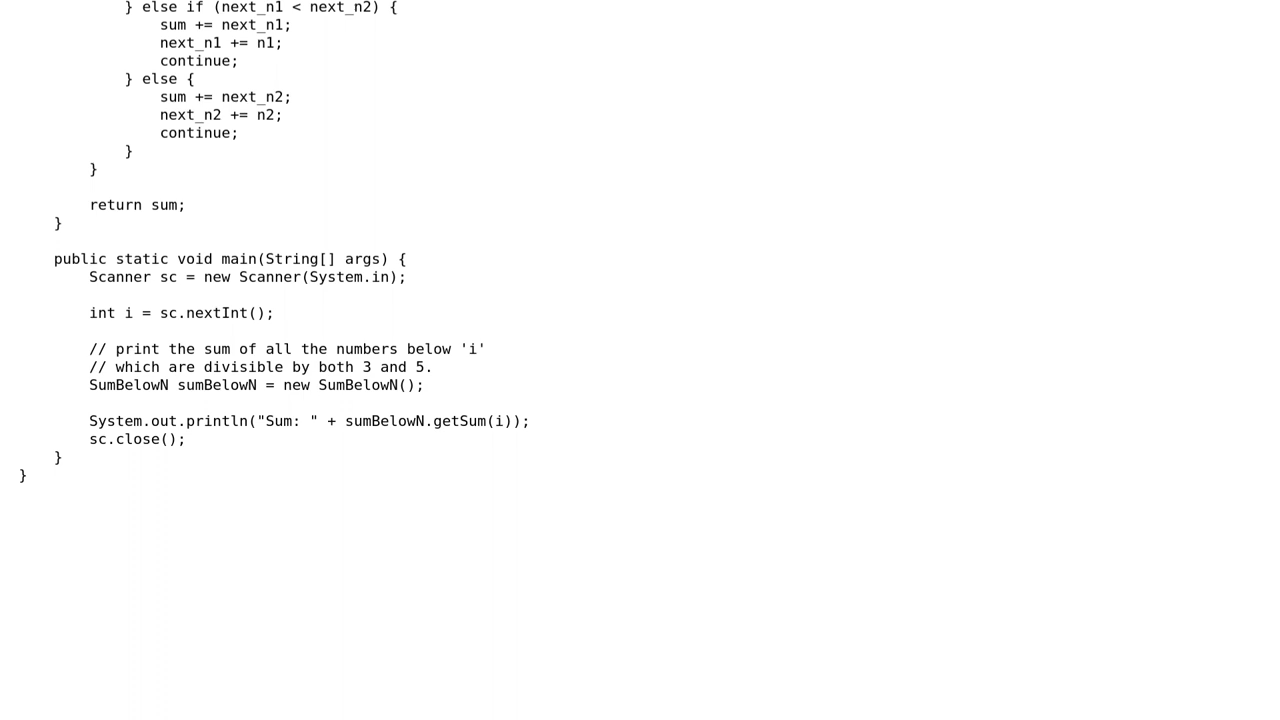 } else if (next_n1 < next_n2) {
sum += next_n1;
next_n1 += n1;
continue;
} else {
sum += next_n2;
next_n2 += n2;
continue;
}
}
return sum;
}
public static void main(String[] args) {
Scanner sc = new Scanner(System.in);
int i = sc.nextInt();
// print the sum of all the numbers below 'i'
// which are divisible by both 3 and 5.
SumBelowN sumBelowN = new SumBelowN();
System.out.println("Sum: " + sumBelowN.getSum(i));
sc.close();
}
}